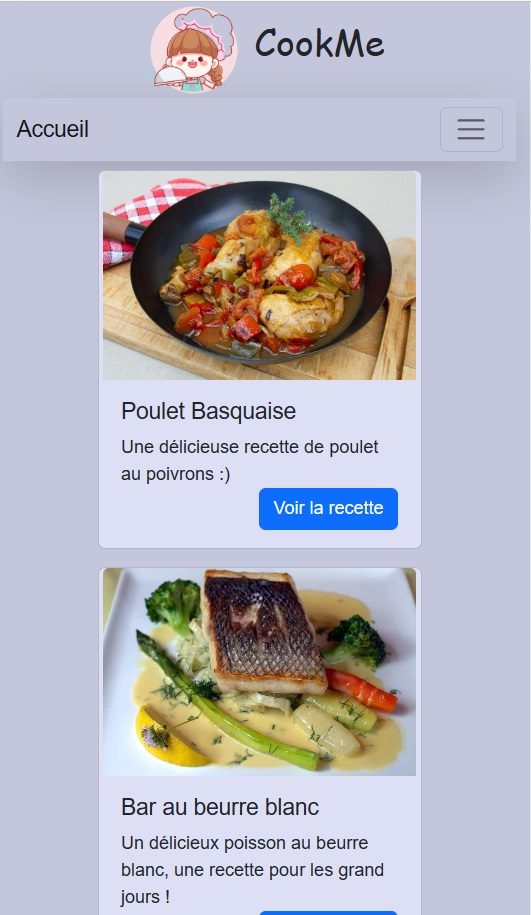 CookMe
Accueil
Poulet Basquaise
Une délicieuse recette de poulet
au poivrons :)
Voir la recette
Bar au beurre blanc
Un délicieux poisson au beurre
blanc, une recette pour les grand
jours !